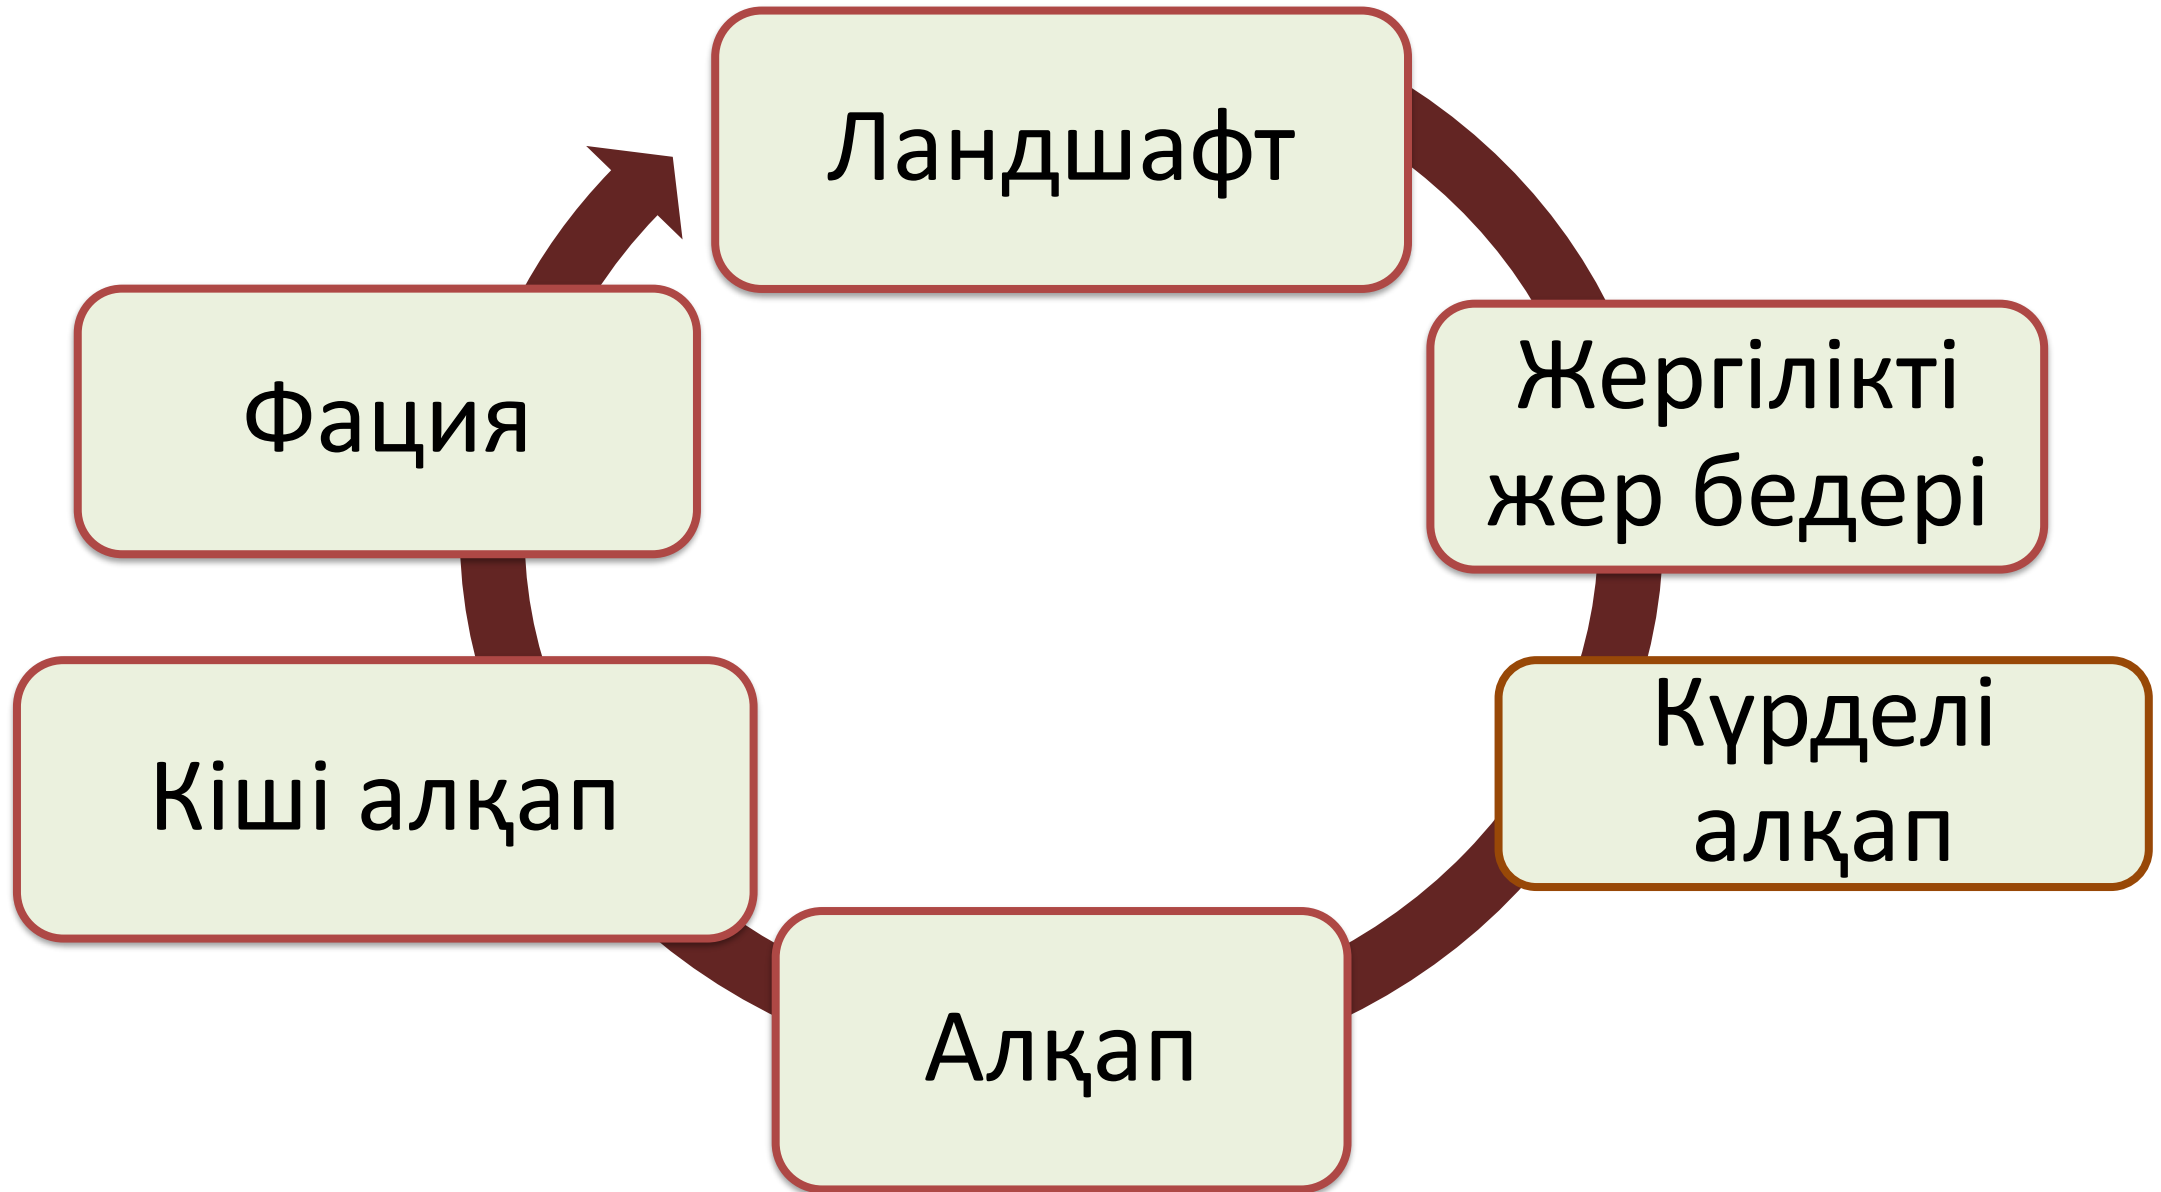 Ландшафт
Жергілікті
жер бедері
Күрделі
алқап
Алқап
Кіші алқап
Фация